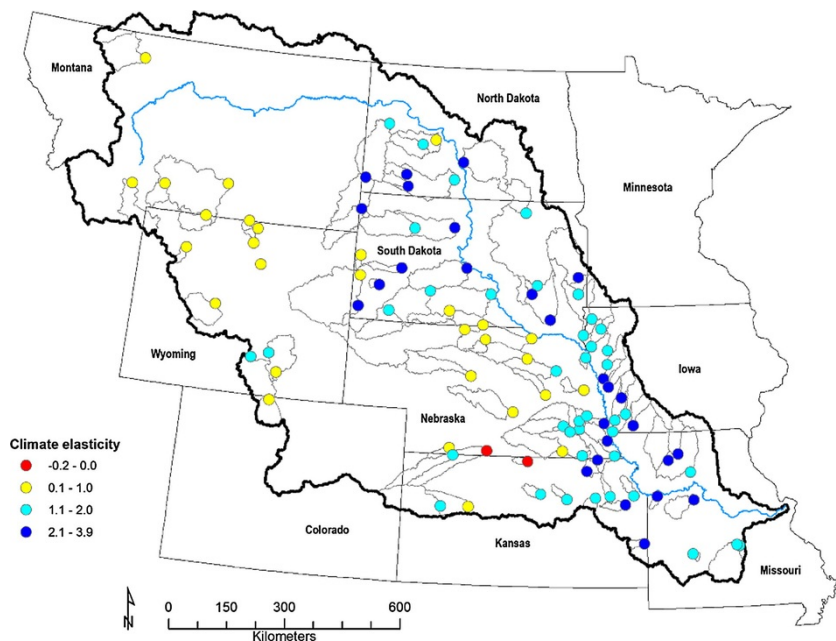 Montana
North Dakota
Minnesota
South Dakota
Wyoming
Iowa
Nebraska
Climate elasticity
-0.2 - 0.0
0.1 - 1.0
1.1 - 2.0
2.1 - 3.9
Colorado
Kansas
Missouri
N
0 150 300 600
Kilometers